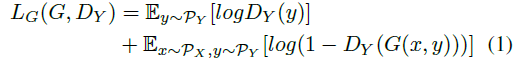 L_G(G, D_Y) = 𝔼_{y∼𝒫_Y}[logD_Y(y)]
+ 𝔼_{x∼𝒫_X,y∼𝒫_Y}[log(1 − D_Y(G(x, y)))] (1)